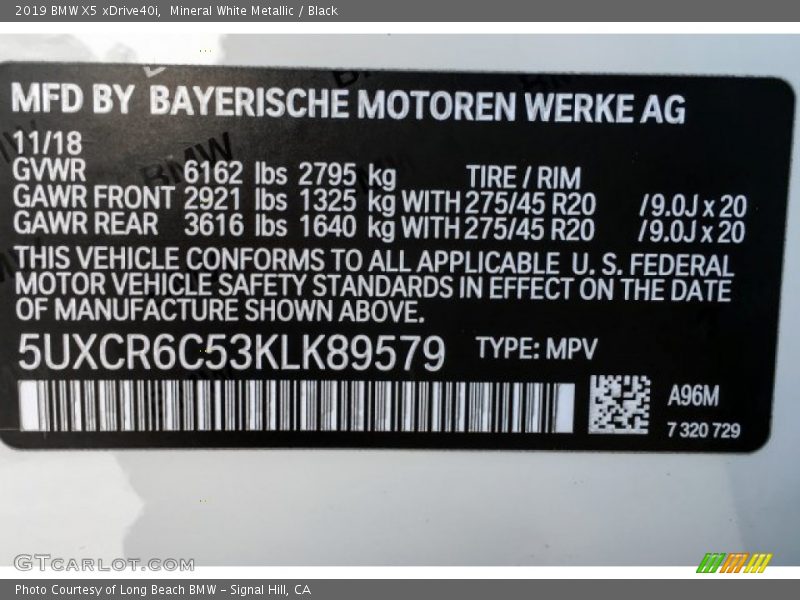 2019 BMW X5 xDrive40i,  Mineral White Metallic / Black
MFD BY BAYERISCHE MOTOREN WERKE AG
11/18
GVWR 6162 lbs 2795 kg TIRE / RIM
GAWR FRONT 2921 lbs 1325 kg WITH 275/45 R20 /9.0J x 20
GAWR REAR 3616 lbs 1640 kg WITH 275/45 R20 /9.0J x 20
THIS VEHICLE CONFORMS TO ALL APPLICABLE U. S. FEDERAL
MOTOR VEHICLE SAFETY STANDARDS IN EFFECT ON THE DATE
OF MANUFACTURE SHOWN ABOVE.
5UXCR6C53KLK89579 TYPE: MPV
A96M
7 320 729
GTCARLOT.COM
Photo Courtesy of Long Beach BMW – Signal Hill, CA